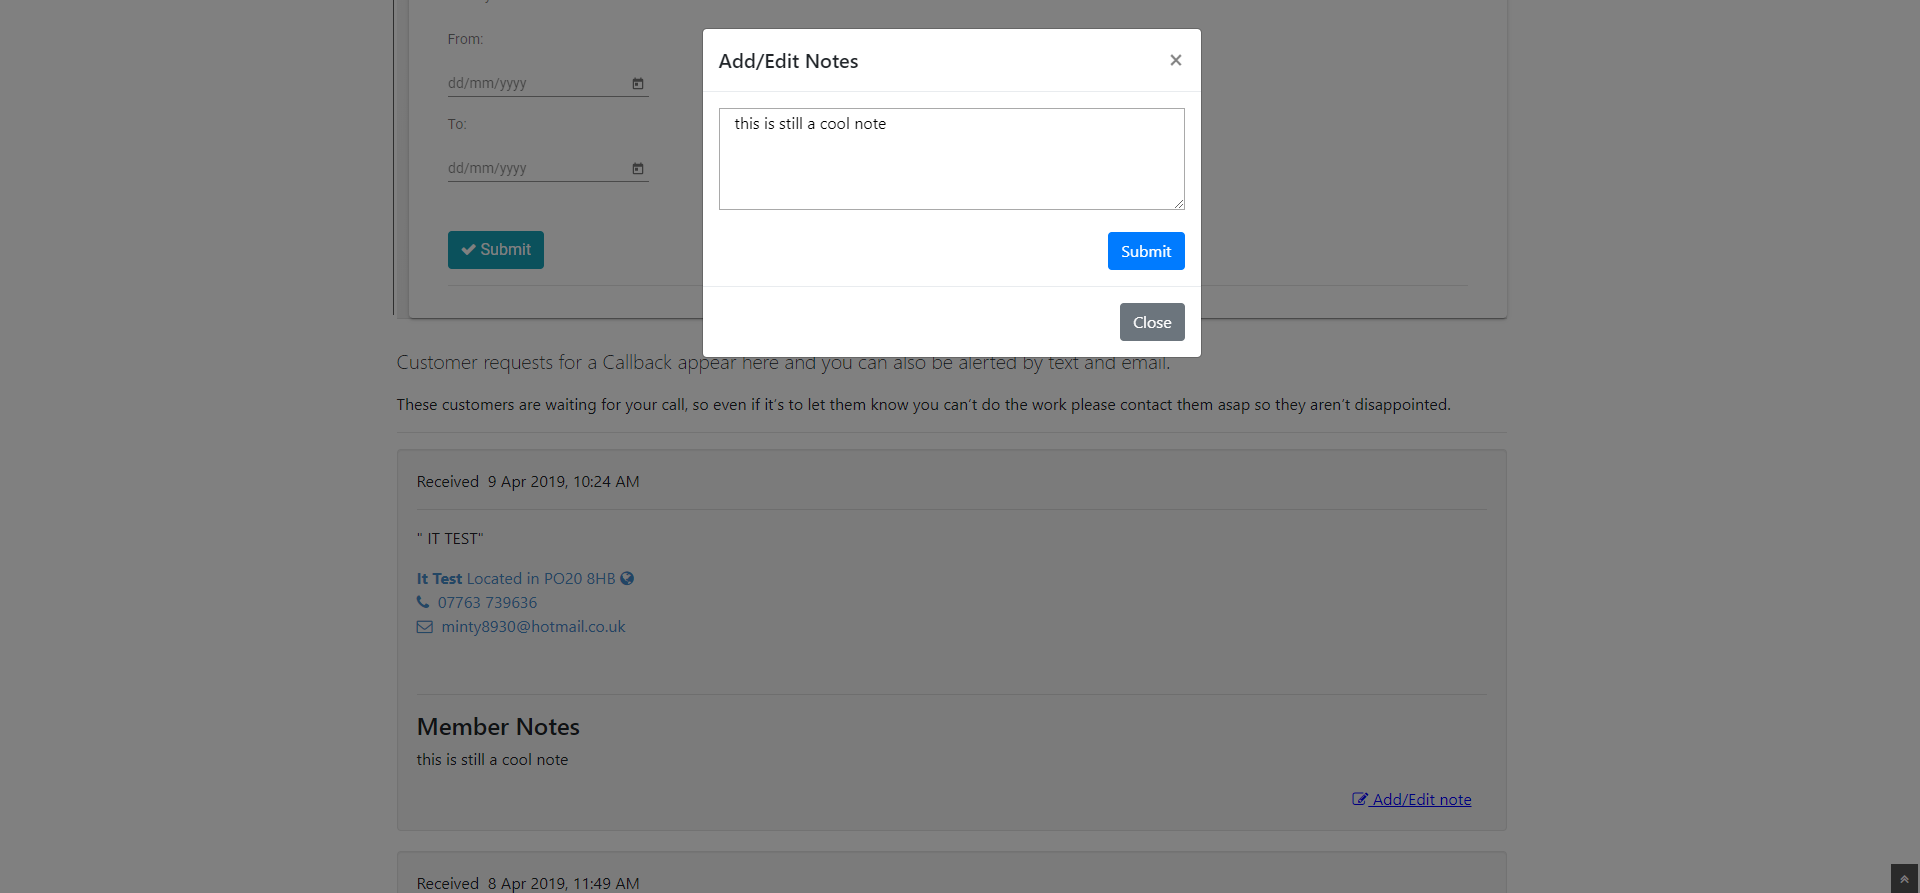 From:
dd/mm/yyyy
To:
dd/mm/yyyy
Submit
Add/Edit Notes
×
this is still a cool note
Submit
Close
Customer requests for a Callback appear here and you can also be alerted by text and email.
These customers are waiting for your call, so even if it's to let them know you can't do the work please contact them asap so they aren't disappointed.
Received 9 Apr 2019, 10:24 AM
" IT TEST"
It Test Located in PO20 8HB
07763 739636
minty8930@hotmail.co.uk
Member Notes
this is still a cool note
Add/Edit note
Received 8 Apr 2019, 11:49 AM